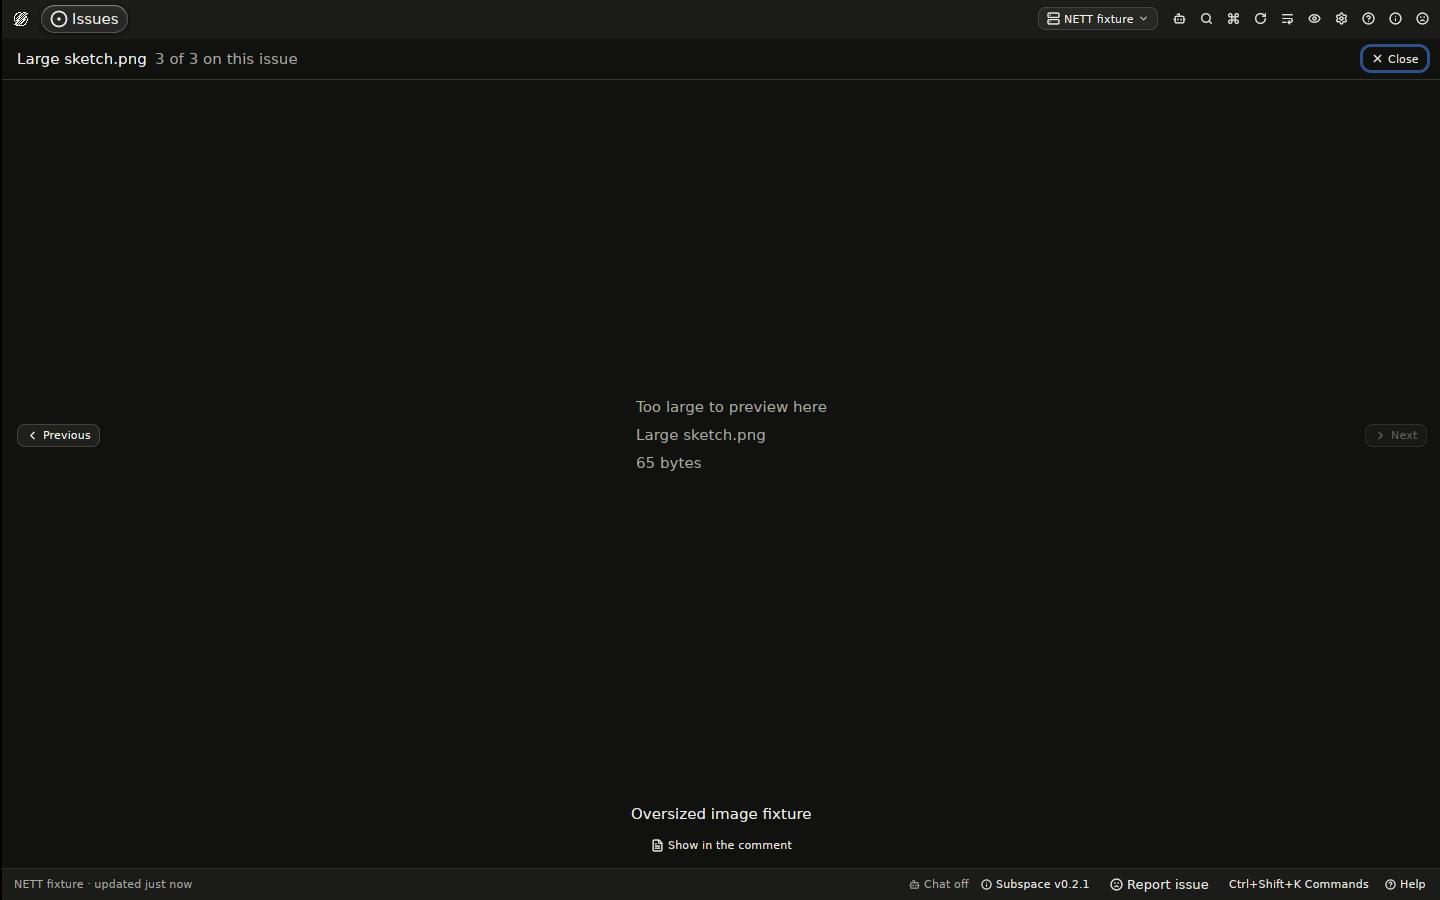 Issues
NETT fixture
Large sketch.png 3 of 3 on this issue
Close
Too large to preview here
Previous
Large sketch.png
Next
65 bytes
Oversized image fixture
Show in the comment
NETT fixture · updated just now
Chat off
Subspace v0.2.1
Report issue
Ctrl+Shift+K Commands
Help